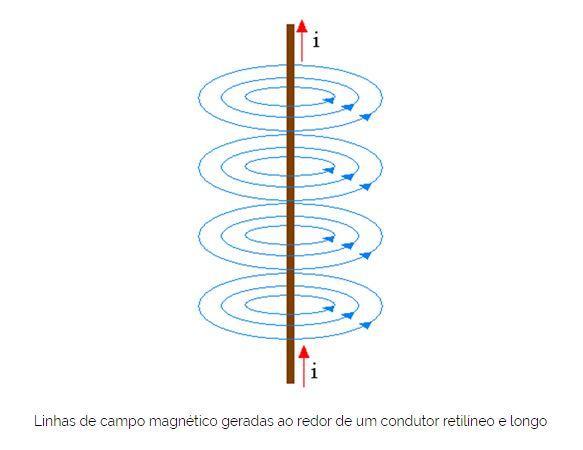 i
i
Linhas de campo magnético geradas ao redor de um condutor retilíneo e longo